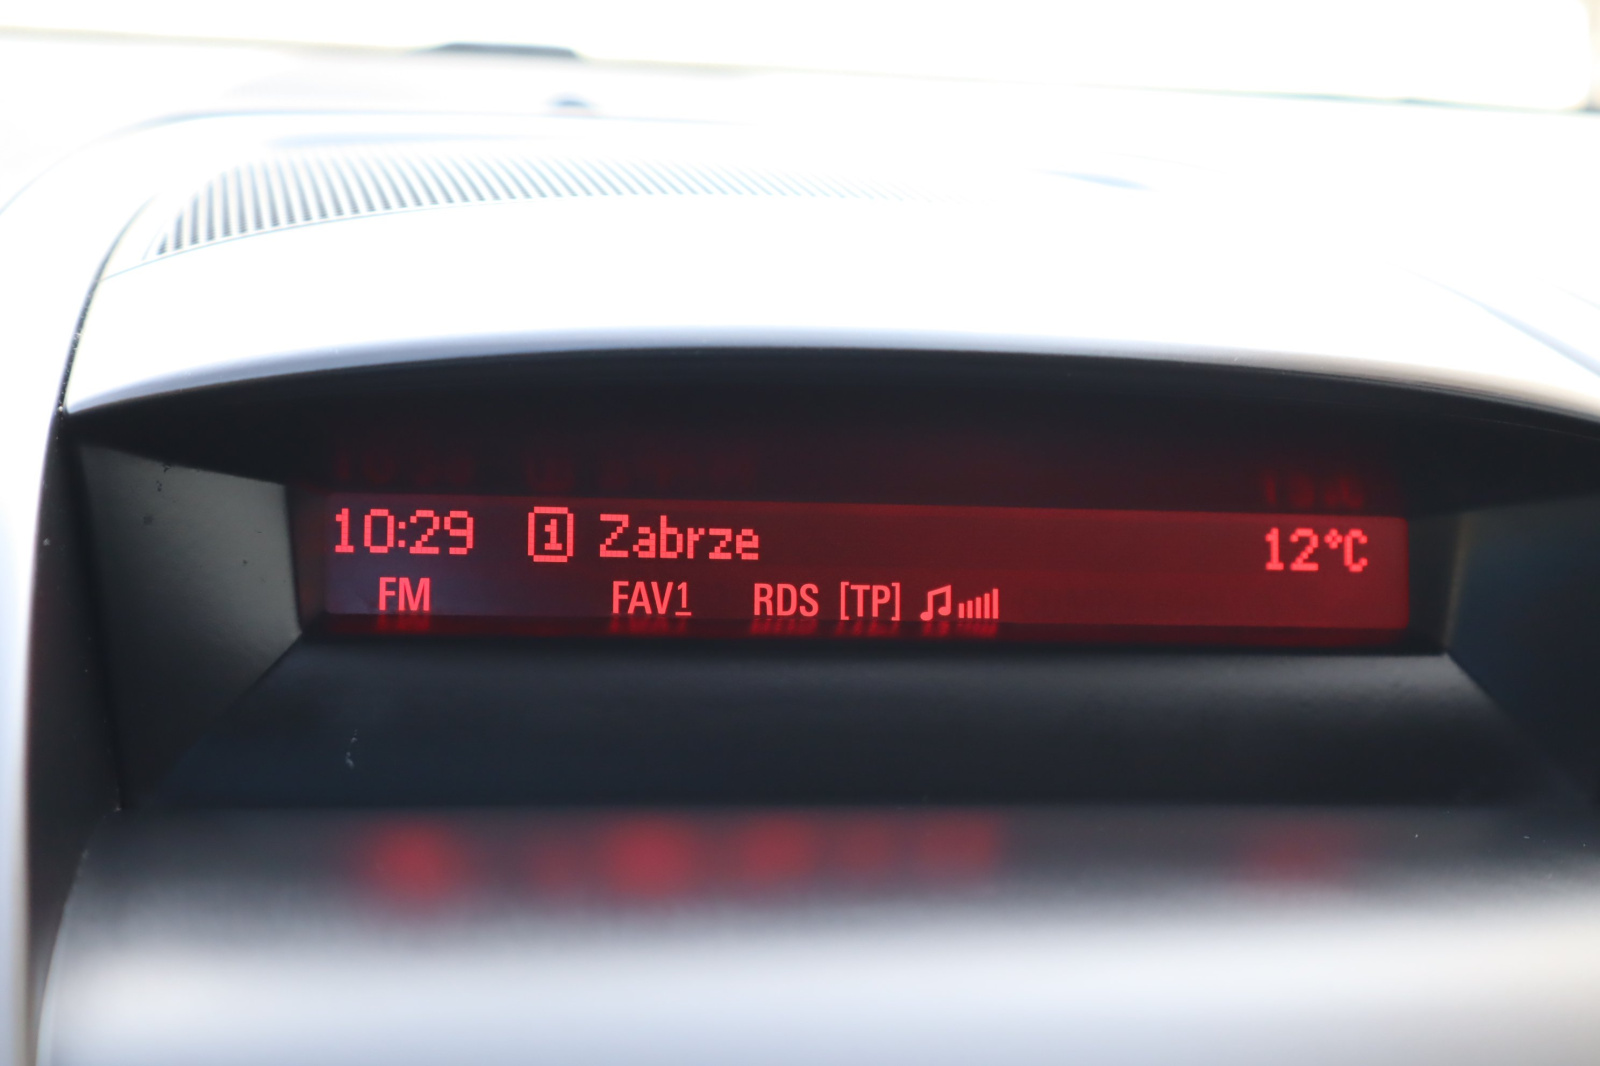 10:29 1 Zabrze 12°C
FM FAV1 RDS [TP]